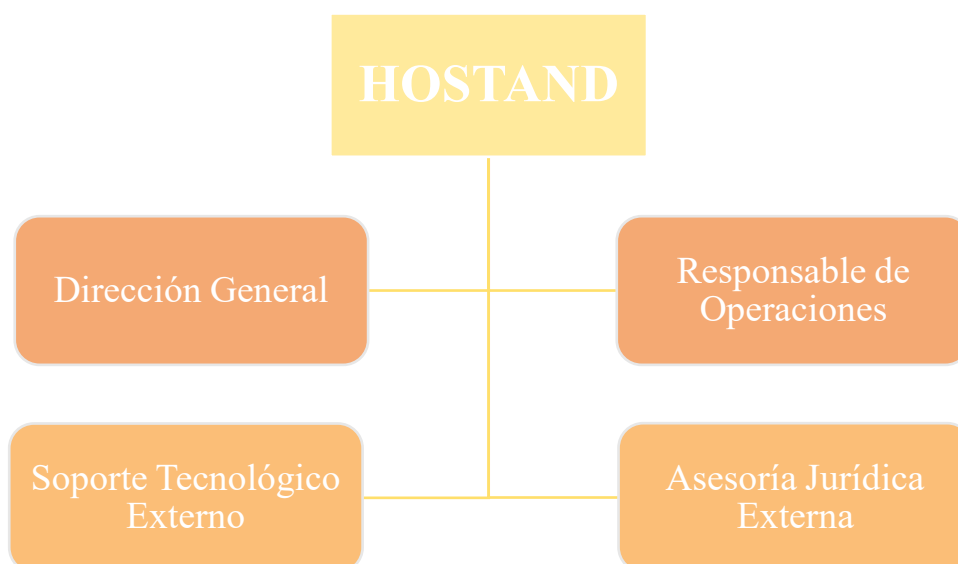 HOSTAND
Dirección General
Responsable de
Operaciones
Soporte Tecnológico
Externo
Asesoría Jurídica
Externa